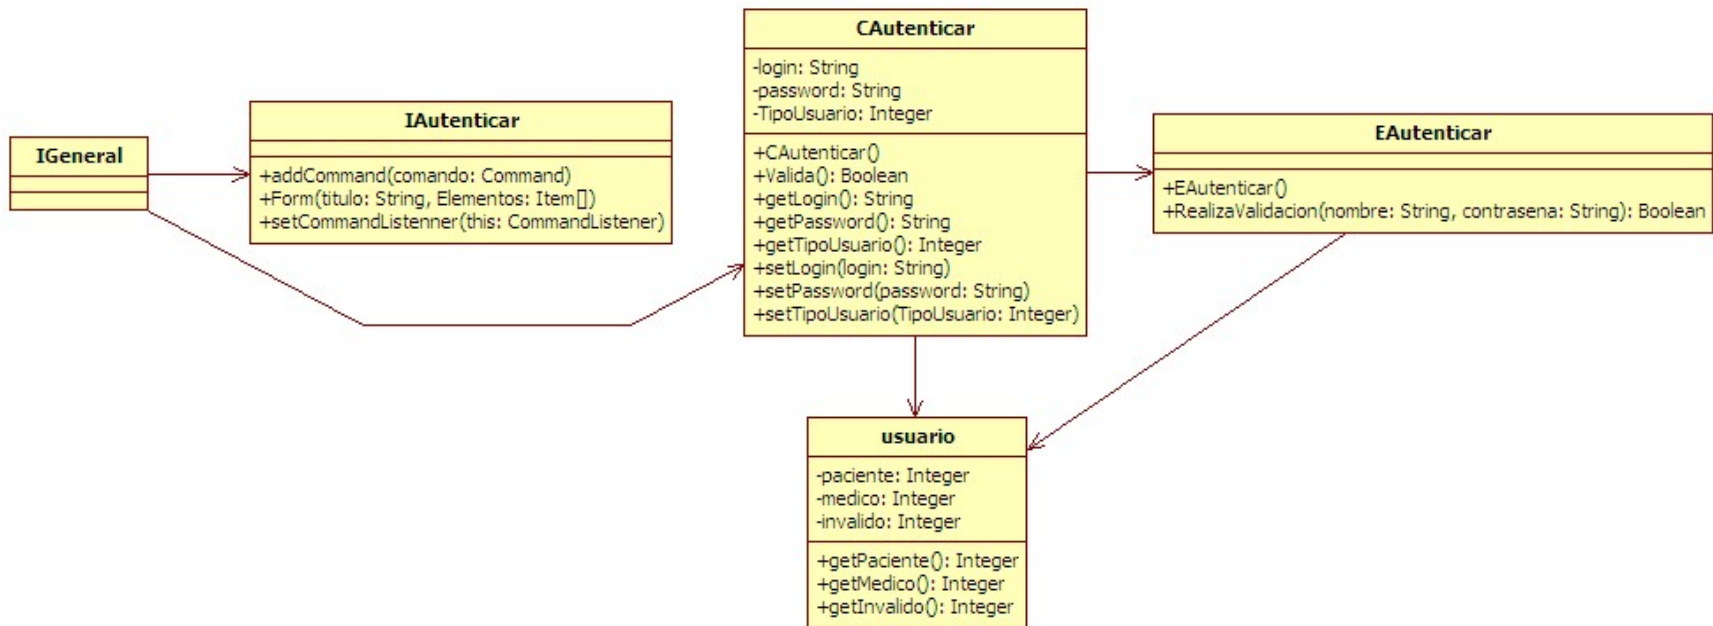 IGeneral
IAutenticar
+addCommand(comando: Command)
+Form(titulo: String, Elementos: Item[])
+setCommandListenner(this: CommandListener)
CAutenticar
-login: String
-password: String
-TipoUsuario: Integer
+CAutenticar()
+Valida(): Boolean
+getLogin(): String
+getPassword(): String
+getTipoUsuario(): Integer
+setLogin(login: String)
+setPassword(password: String)
+setTipoUsuario(TipoUsuario: Integer)
EAutenticar
+EAutenticar()
+RealizaValidacion(nombre: String, contrasena: String): Boolean
usuario
-paciente: Integer
-medico: Integer
-invalido: Integer
+getPaciente(): Integer
+getMedico(): Integer
+getInvalido(): Integer